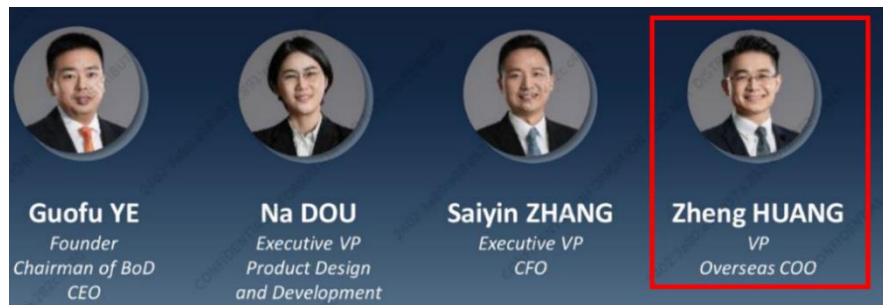 Guofu YE
Founder
Chairman of BoD
CEO
Na DOU
Executive VP
Product Design
and Development
Saiyin ZHANG
Executive VP
CFO
Zheng HUANG
VP
Overseas COO